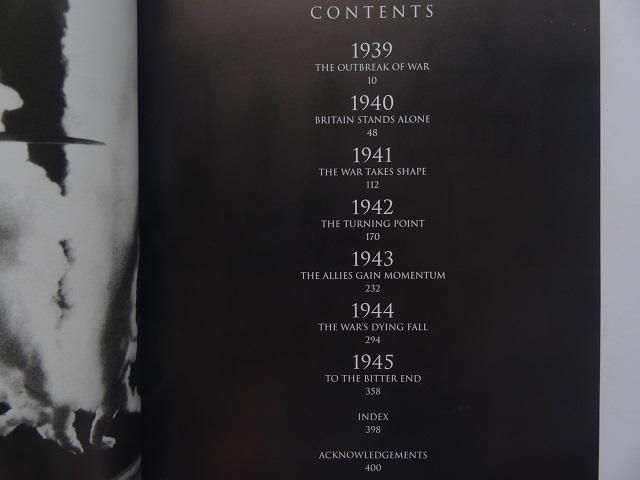 CONTENTS
1939
THE OUTBREAK OF WAR
10
1940
BRITAIN STANDS ALONE
48
1941
THE WAR TAKES SHAPE
112
1942
THE TURNING POINT
170
1943
THE ALLIES GAIN MOMENTUM
232
1944
THE WAR'S DYING FALL
294
1945
TO THE BITTER END
358
INDEX
398
ACKNOWLEDGEMENTS
400